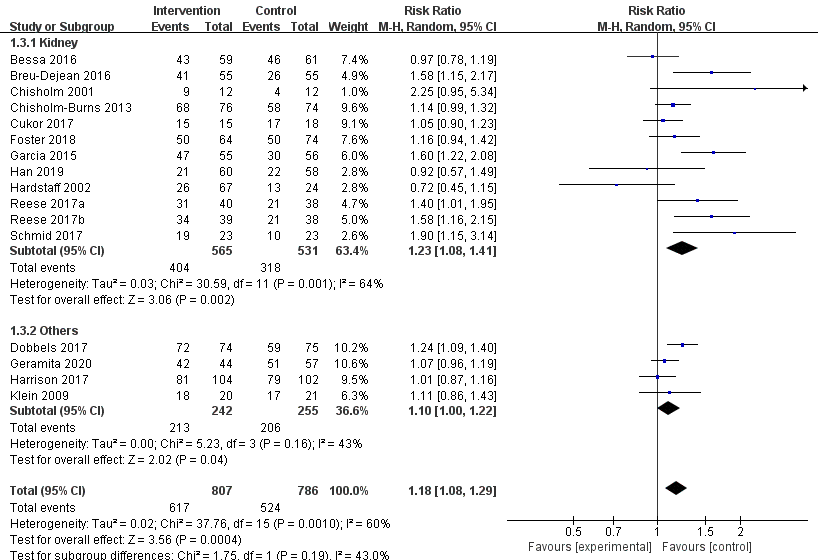 Intervention Control Risk Ratio Risk Ratio
Study or Subgroup Events Total Events Total Weight M-H, Random, 95% CI M-H, Random, 95% CI
1.3.1 Kidney
Bessa 2016 43 59 46 61 7.4% 0.97 [0.78, 1.19]
Breu-Dejean 2016 41 55 26 55 4.9% 1.58 [1.15, 2.17]
Chisholm 2001 9 12 4 12 1.0% 2.25 [0.95, 5.34]
Chisholm-Burns 2013 68 76 58 74 9.7% 1.14 [0.99, 1.32]
Cukor 2017 15 15 17 18 9.1% 1.05 [0.90, 1.23]
Foster 2018 50 64 50 74 7.4% 1.16 [0.94, 1.42]
Garcia 2015 47 55 30 56 6.0% 1.60 [1.22, 2.08]
Han 2019 21 60 22 58 2.8% 0.92 [0.57, 1.49]
Hardstaff 2002 26 67 13 24 2.9% 0.72 [0.45, 1.15]
Reese 2017a 31 40 21 38 4.7% 1.40 [1.01, 1.95]
Reese 2017b 34 39 21 38 5.0% 1.58 [1.16, 2.15]
Schmid 2017 19 23 10 23 2.6% 1.90 [1.15, 3.14]
Subtotal (95% CI) 565 531 63.4% 1.23 [1.08, 1.41]
Total events 404 318
Heterogeneity: Tau² = 0.03; Chi² = 30.59, df = 11 (P = 0.001); I² = 64%
Test for overall effect: Z = 3.06 (P = 0.002)
1.3.2 Others
Dobbels 2017 72 74 59 75 10.2% 1.24 [1.09, 1.40]
Geramita 2020 42 44 51 57 10.6% 1.07 [0.96, 1.19]
Harrison 2017 81 104 79 102 9.5% 1.01 [0.87, 1.16]
Klein 2009 18 20 17 21 6.3% 1.11 [0.86, 1.43]
Subtotal (95% CI) 242 255 36.6% 1.10 [1.00, 1.22]
Total events 213 206
Heterogeneity: Tau² = 0.00; Chi² = 5.23, df = 3 (P = 0.16); I² = 43%
Test for overall effect: Z = 2.02 (P = 0.04)
Total (95% CI) 807 786 100.0% 1.18 [1.08, 1.29]
Total events 617 524
Heterogeneity: Tau² = 0.02; Chi² = 37.76, df = 15 (P = 0.0010); I² = 60%
Test for overall effect: Z = 3.56 (P = 0.0004)
Test for subgroup differences: Chi² = 1.75, df = 1 (P = 0.19), I² = 43.0%
0.5 0.7 1 1.5 2
Favours [experimental] Favours [control]